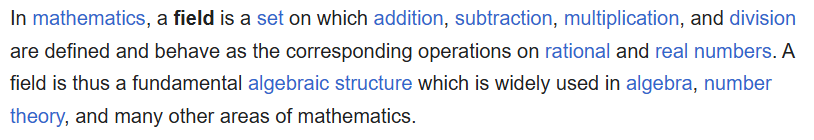 In mathematics, a field is a set on which addition, subtraction, multiplication, and division
are defined and behave as the corresponding operations on rational and real numbers. A
field is thus a fundamental algebraic structure which is widely used in algebra, number
theory, and many other areas of mathematics.